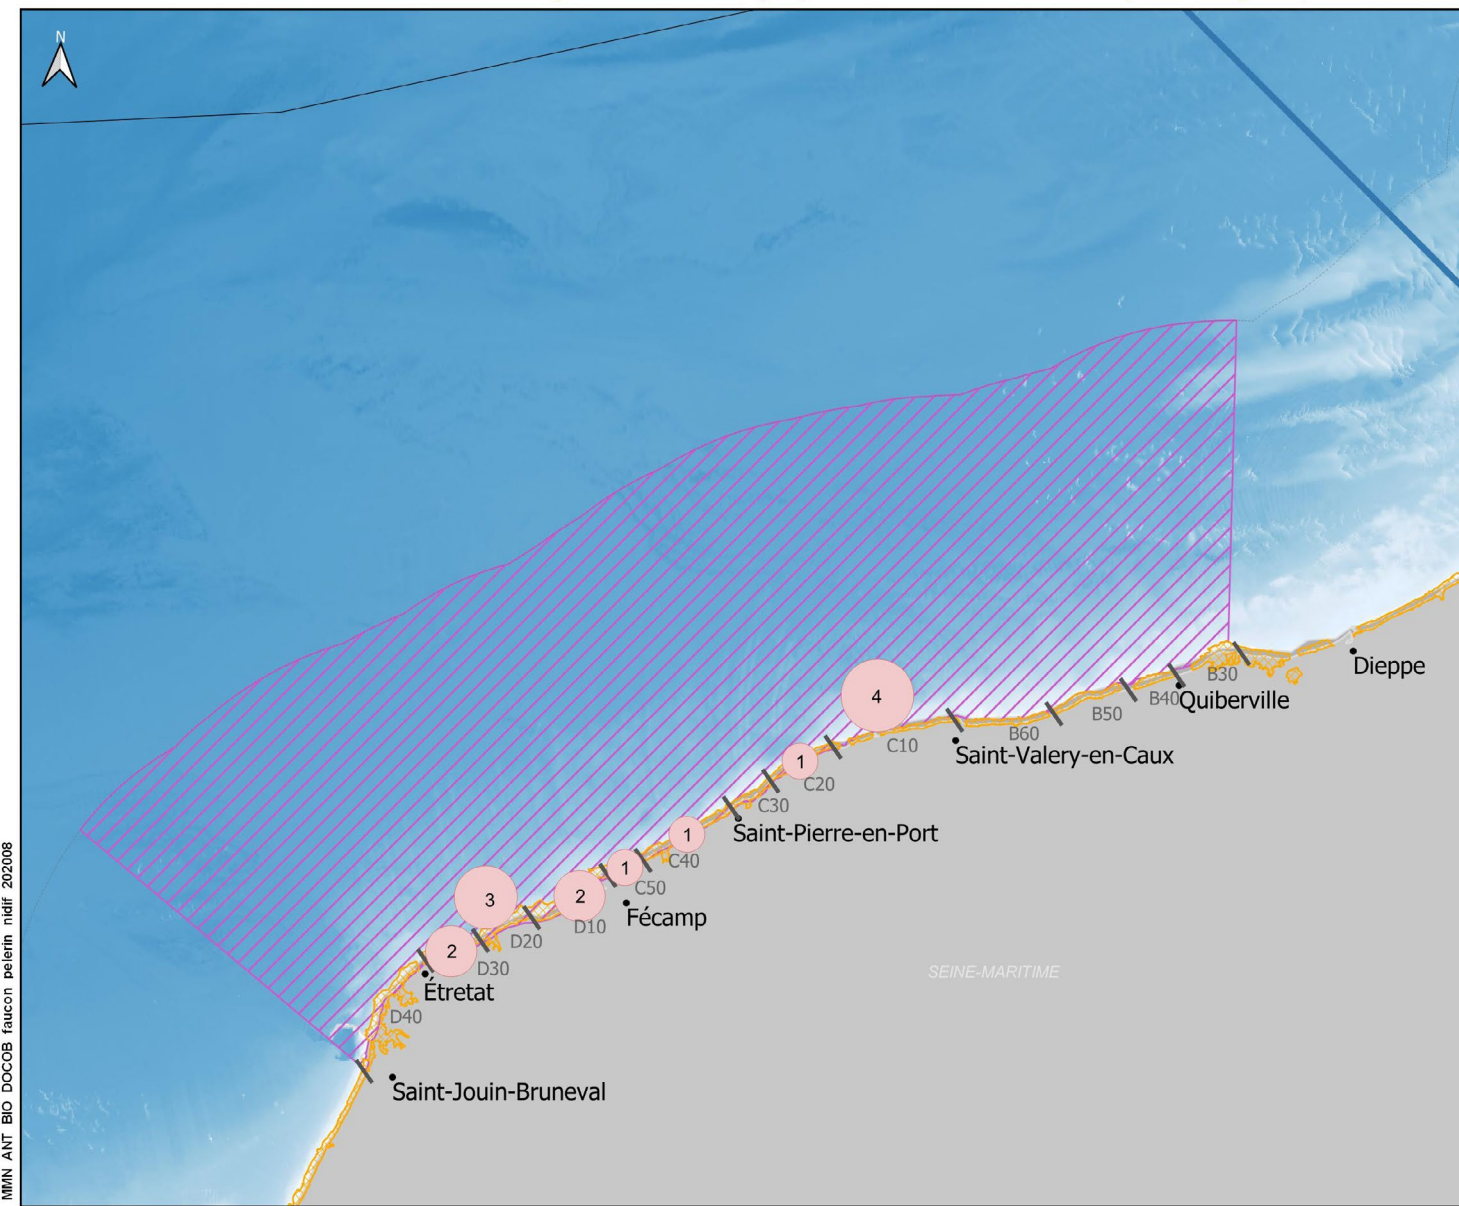 N
4
B30
Dieppe
B40
Quiberville
B50
C10
B60
Saint-Valery-en-Caux
1
C20
C30
1
Saint-Pierre-en-Port
C40
1
C50
3
2
Fécamp
D10
D20
2
D30
SEINE-MARITIME
Étretat
D40
Saint-Jouin-Bruneval
MMN ANT BIO DOCOB faucon pelerin nidif 202008